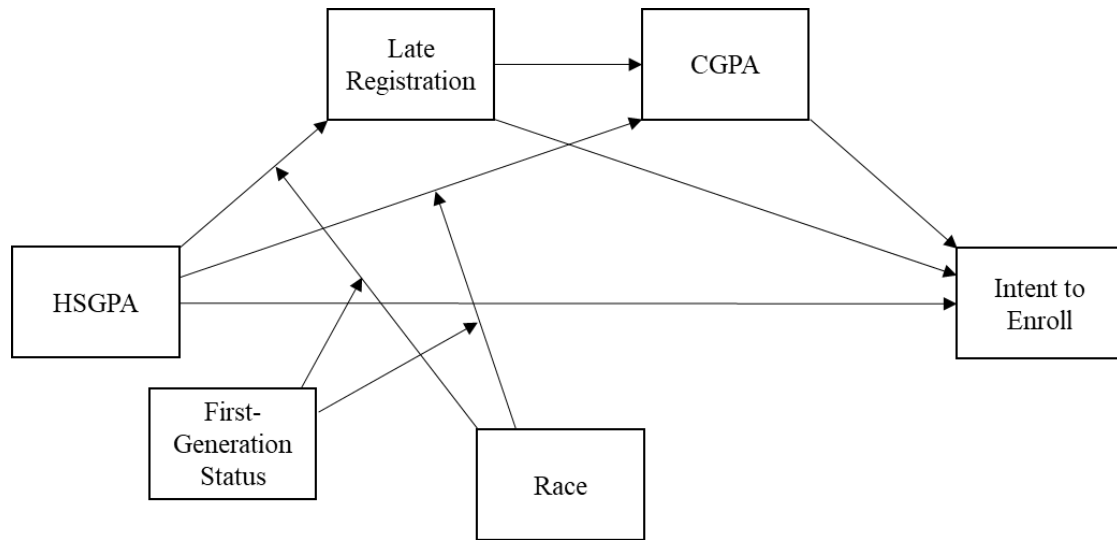 Late
Registration
CGPA
HSGPA
Intent to
Enroll
First-
Generation
Status
Race